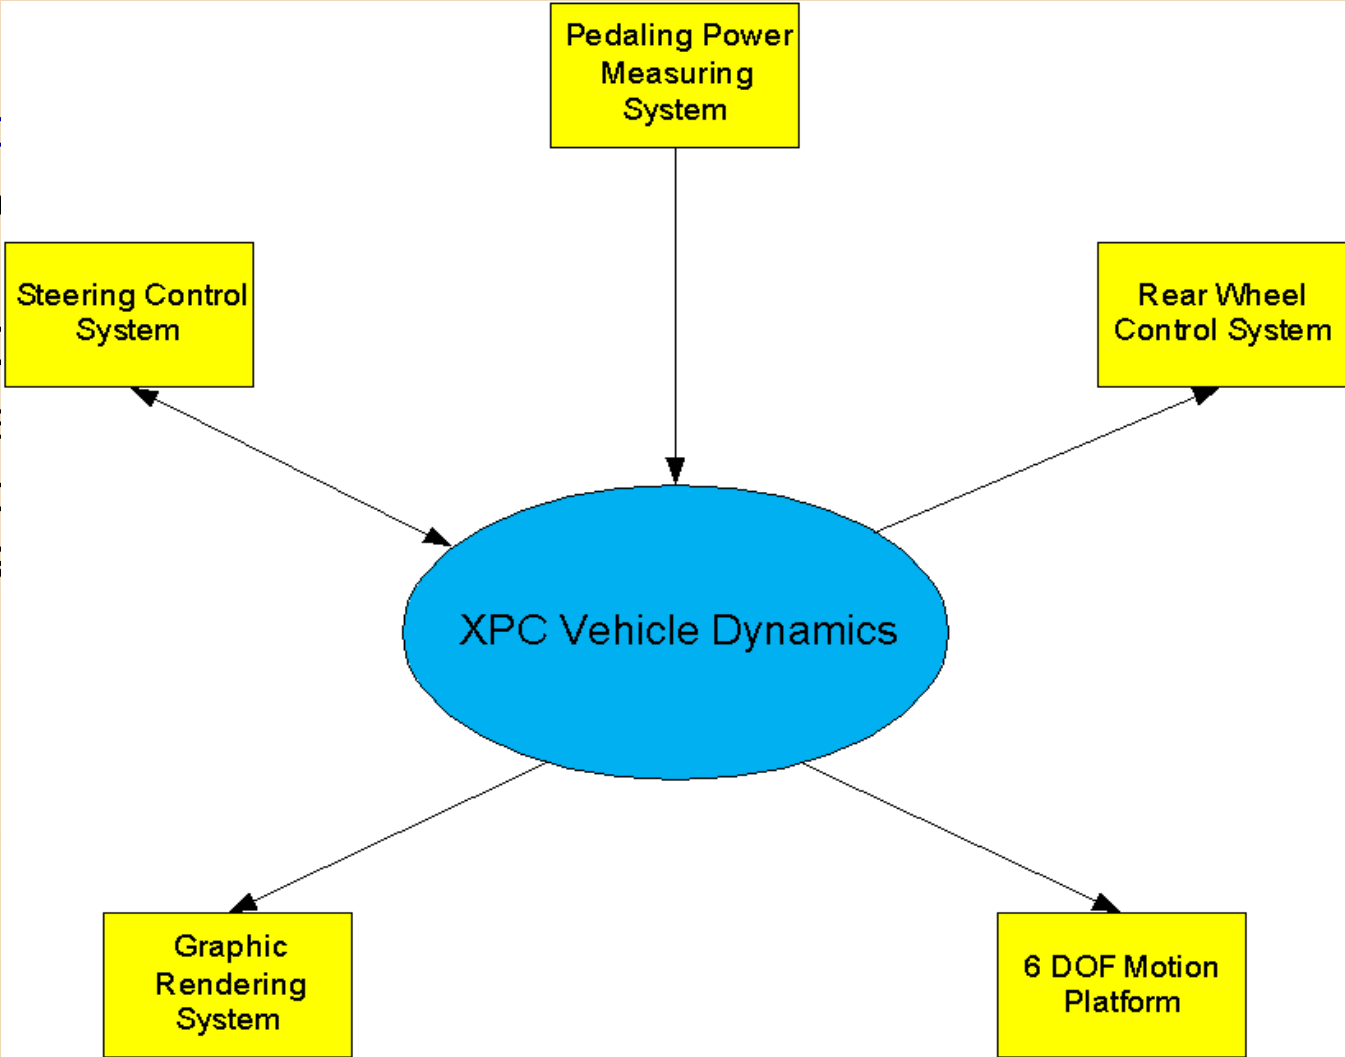 Pedaling Power
Measuring
System
Steering Control
System
Rear Wheel
Control System
XPC Vehicle Dynamics
Graphic
Rendering
System
6 DOF Motion
Platform